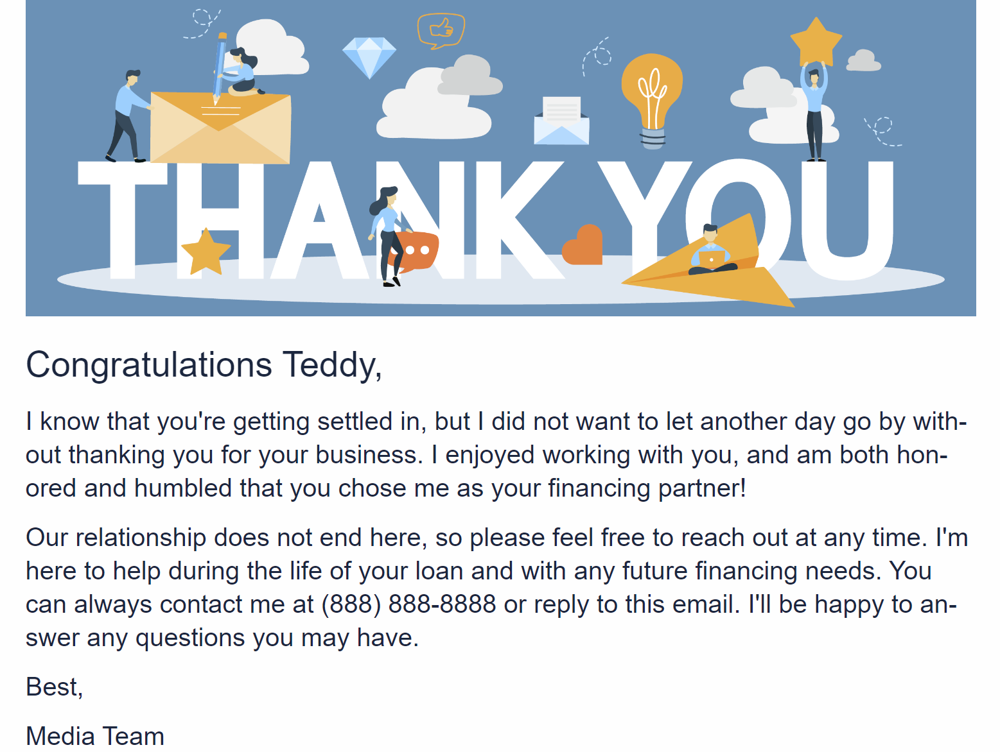 THANK YOU
Congratulations Teddy,
I know that you're getting settled in, but I did not want to let another day go by with-
out thanking you for your business. I enjoyed working with you, and am both hon-
ored and humbled that you chose me as your financing partner!
Our relationship does not end here, so please feel free to reach out at any time. I'm
here to help during the life of your loan and with any future financing needs. You
can always contact me at (888) 888-8888 or reply to this email. I'll be happy to an-
swer any questions you may have.
Best,
Media Team